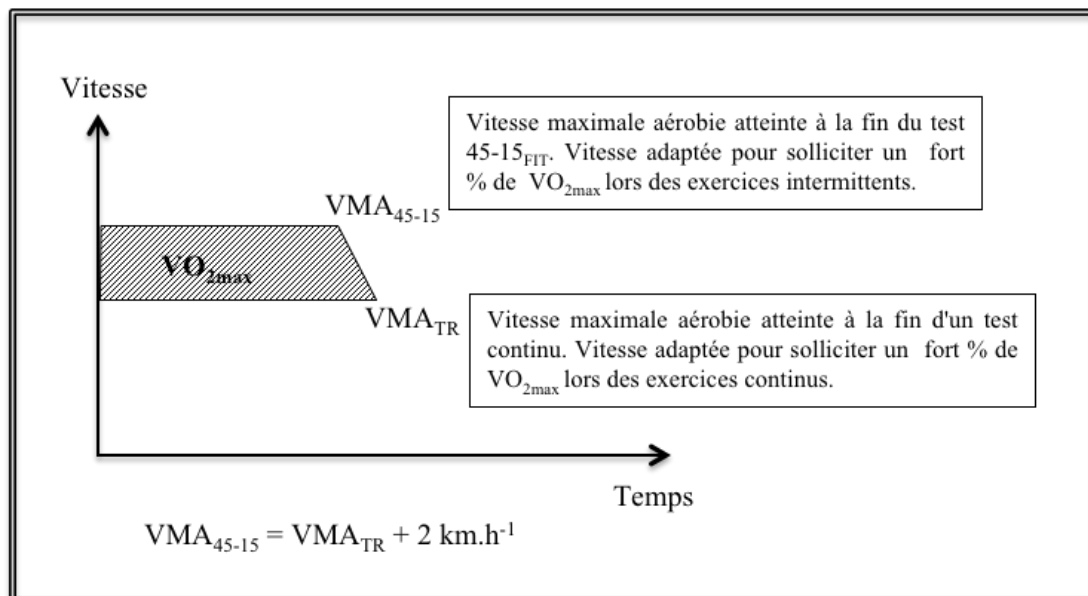 Vitesse
Vitesse maximale aérobie atteinte à la fin du test
45-15FIT. Vitesse adaptée pour solliciter un fort
% de VO2max lors des exercices intermittents.
VMA45-15
VO2max
VMATR
Vitesse maximale aérobie atteinte à la fin d'un test
continu. Vitesse adaptée pour solliciter un fort % de
VO2max lors des exercices continus.
Temps
VMA45-15 = VMATR + 2 km.h-1